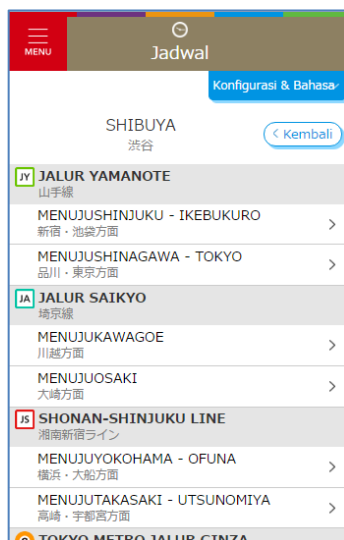 MENU
Jadwal
Konfigurasi & Bahasa
SHIBUYA
渋谷
Kembali
JY JALUR YAMANOTE
山手線
MENUJUSHINJUKU - IKEBUKURO
新宿・池袋方面
MENUJUSHINAGAWA - TOKYO
品川・東京方面
JA JALUR SAIKYO
埼京線
MENUJUKAWAGOE
川越方面
MENUJUOSAKI
大崎方面
JS SHONAN-SHINJUKU LINE
湘南新宿ライン
MENUJUYOKOHAMA - OFUNA
横浜・大船方面
MENUJUTAKASAKI - UTSUNOMIYA
高崎・宇都宮方面
TOKYO METRO JALUR GINZA